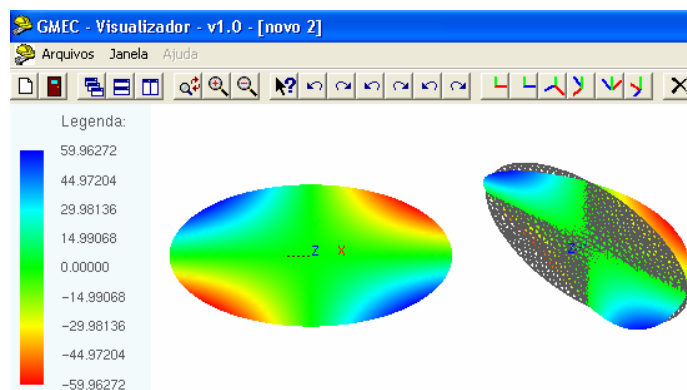 GMEC - Visualizador - v1.0 - [novo 2]
Arquivos Janela Ajuda
Legenda:
59.96272
44.97204
29.98136
14.99068
0.00000
-14.99068
-29.98136
-44.97204
-59.96272
Z X
Z